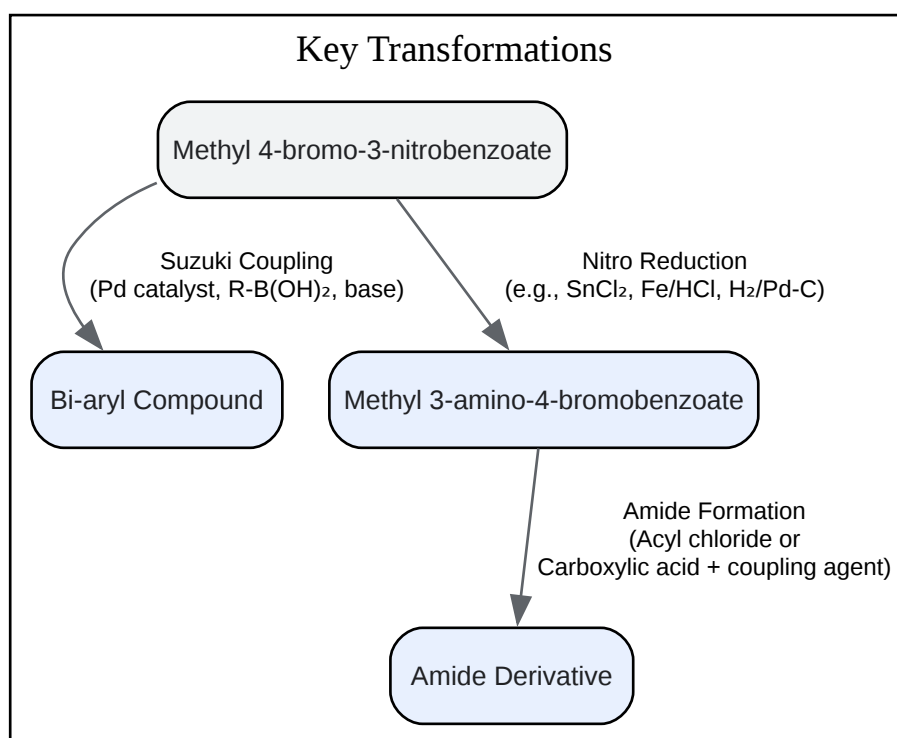 Key Transformations
Methyl 4-bromo-3-nitrobenzoate
Suzuki Coupling
(Pd catalyst, R-B(OH)₂, base)
Nitro Reduction
(e.g., SnCl₂, Fe/HCl, H₂/Pd-C)
Bi-aryl Compound
Methyl 3-amino-4-bromobenzoate
Amide Formation
(Acyl chloride or
Carboxylic acid + coupling agent)
Amide Derivative